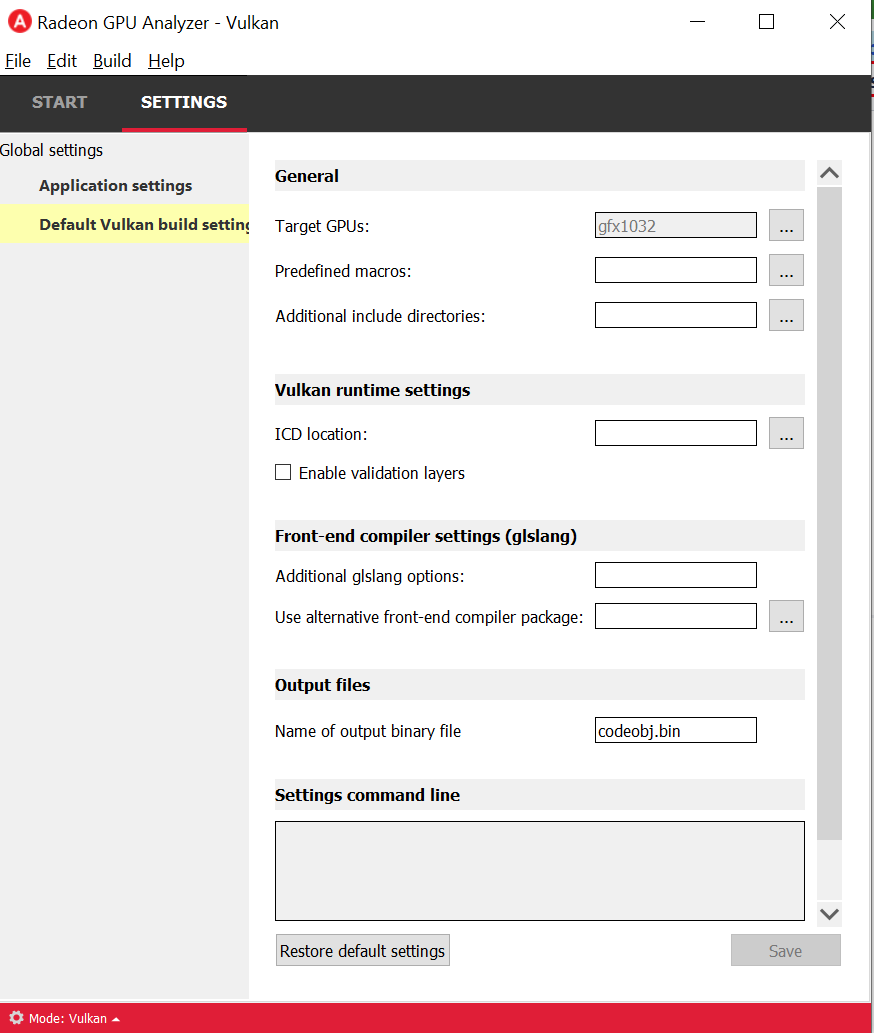 Radeon GPU Analyzer - Vulkan
File Edit Build Help
START SETTINGS
Global settings
Application settings
Default Vulkan build setting
General
Target GPUs: gfx1032 ...
Predefined macros: ...
Additional include directories: ...
Vulkan runtime settings
ICD location: ...
Enable validation layers
Front-end compiler settings (glslang)
Additional glslang options:
Use alternative front-end compiler package: ...
Output files
Name of output binary file codeobj.bin
Settings command line
Restore default settings Save
Mode: Vulkan